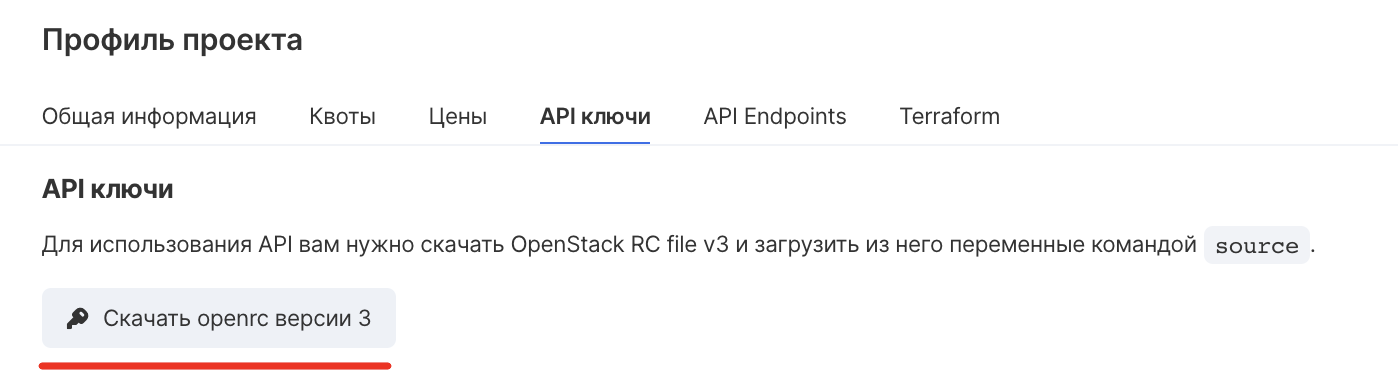 Профиль проекта
Общая информация Квоты Цены API ключи API Endpoints Terraform
API ключи
Для использования API вам нужно скачать OpenStack RC file v3 и загрузить из него переменные командой source.
Скачать openrc версии 3